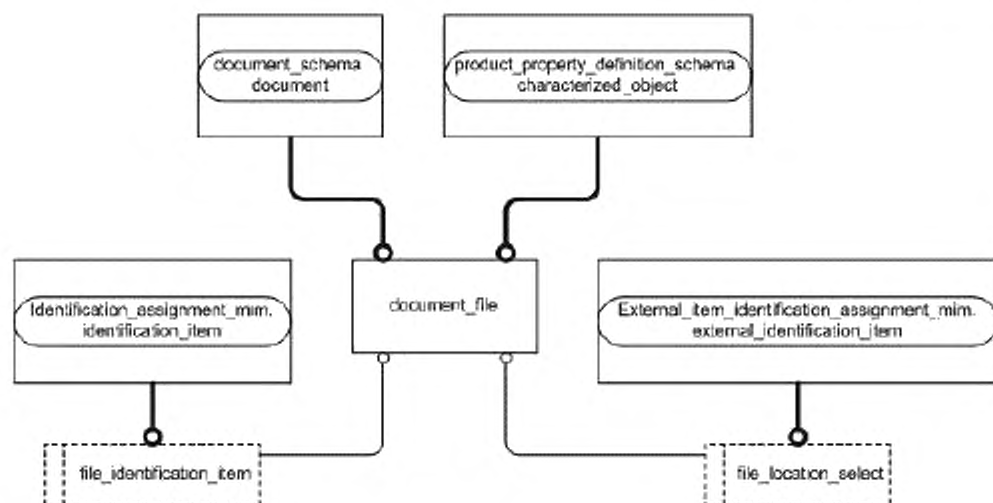 document_schema
document
product_property_definition_schema
characterized_object
document_file
Identification_assignment_mim.
identification_item
External_item_identification_assignment_mim.
external_identification_item
file_identification_item
file_location_select